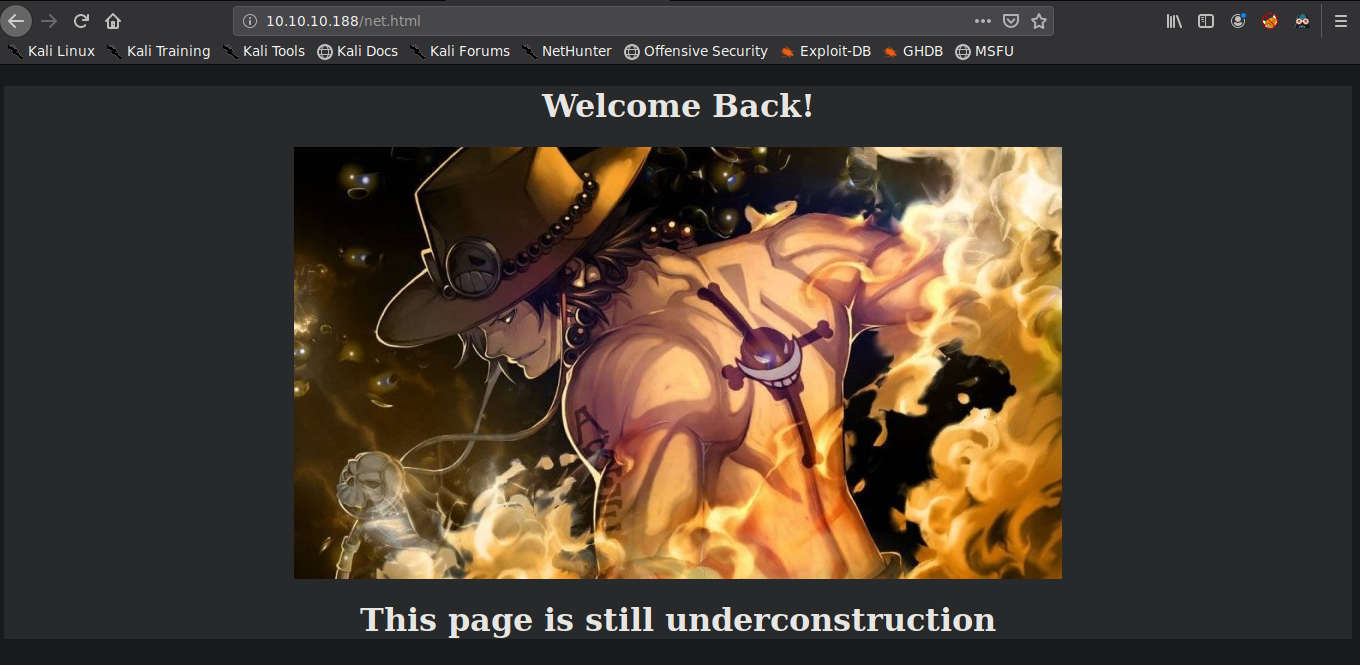 10.10.10.188/net.html
Kali Linux Kali Training Kali Tools Kali Docs Kali Forums NetHunter Offensive Security Exploit-DB GHDB MSFU
Welcome Back!
This page is still underconstruction